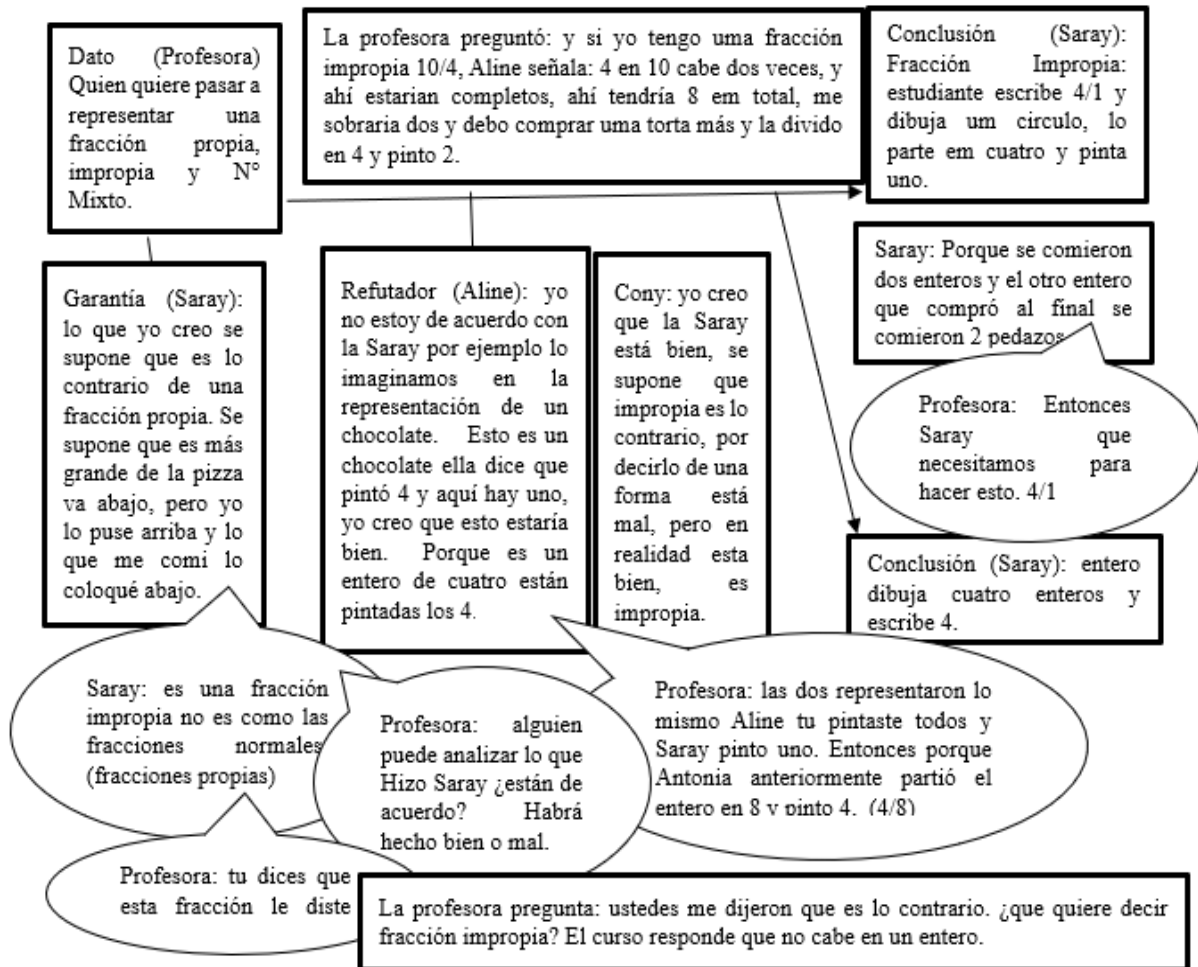 Dato (Profesora)
Quien quiere pasar a
representar una
fracción propia,
impropia y N°
Mixto.
La profesora preguntó: y si yo tengo uma fracción
impropia 10/4, Aline señala: 4 en 10 cabe dos veces, y
ahí estarian completos, ahí tendría 8 em total, me
sobraria dos y debo comprar uma torta más y la divido
en 4 y pinto 2.
Conclusión (Saray):
Fracción Impropia:
estudiante escribe 4/1 y
dibuja um circulo, lo
parte em cuatro y pinta
uno.
Garantía (Saray):
lo que yo creo se
supone que es lo
contrario de una
fracción propia. Se
supone que es más
grande de la pizza
va abajo, pero yo
lo puse arriba y lo
que me comi lo
coloqué abajo.
Refutador (Aline): yo
no estoy de acuerdo con
la Saray por ejemplo lo
imaginamos en la
representación de un
chocolate. Esto es un
chocolate ella dice que
pintó 4 y aquí hay uno,
yo creo que esto estaría
bien. Porque es un
entero de cuatro están
pintadas los 4.
Cony: yo creo
que la Saray
está bien, se
supone que
impropia es lo
contrario, por
decirlo de una
forma está
mal, pero en
realidad esta
bien, es
impropia.
Saray: Porque se comieron
dos enteros y el otro entero
que compró al final se
comieron 2 pedazos
Profesora: Entonces
Saray que
necesitamos para
hacer esto. 4/1
Conclusión (Saray): entero
dibuja cuatro enteros y
escribe 4.
Saray: es una fracción
impropia no es como las
fracciones normales
(fracciones propias)
Profesora: alguien
puede analizar lo que
Hizo Saray ¿están de
acuerdo? Habrá
hecho bien o mal.
Profesora: las dos representaron lo
mismo Aline tu pintaste todos y
Saray pinto uno. Entonces porque
Antonia anteriormente partió el
entero en 8 y pinto 4. (4/8)
Profesora: tu dices que
esta fracción le diste
La profesora pregunta: ustedes me dijeron que es lo contrario. ¿que quiere decir
fracción impropia? El curso responde que no cabe en un entero.